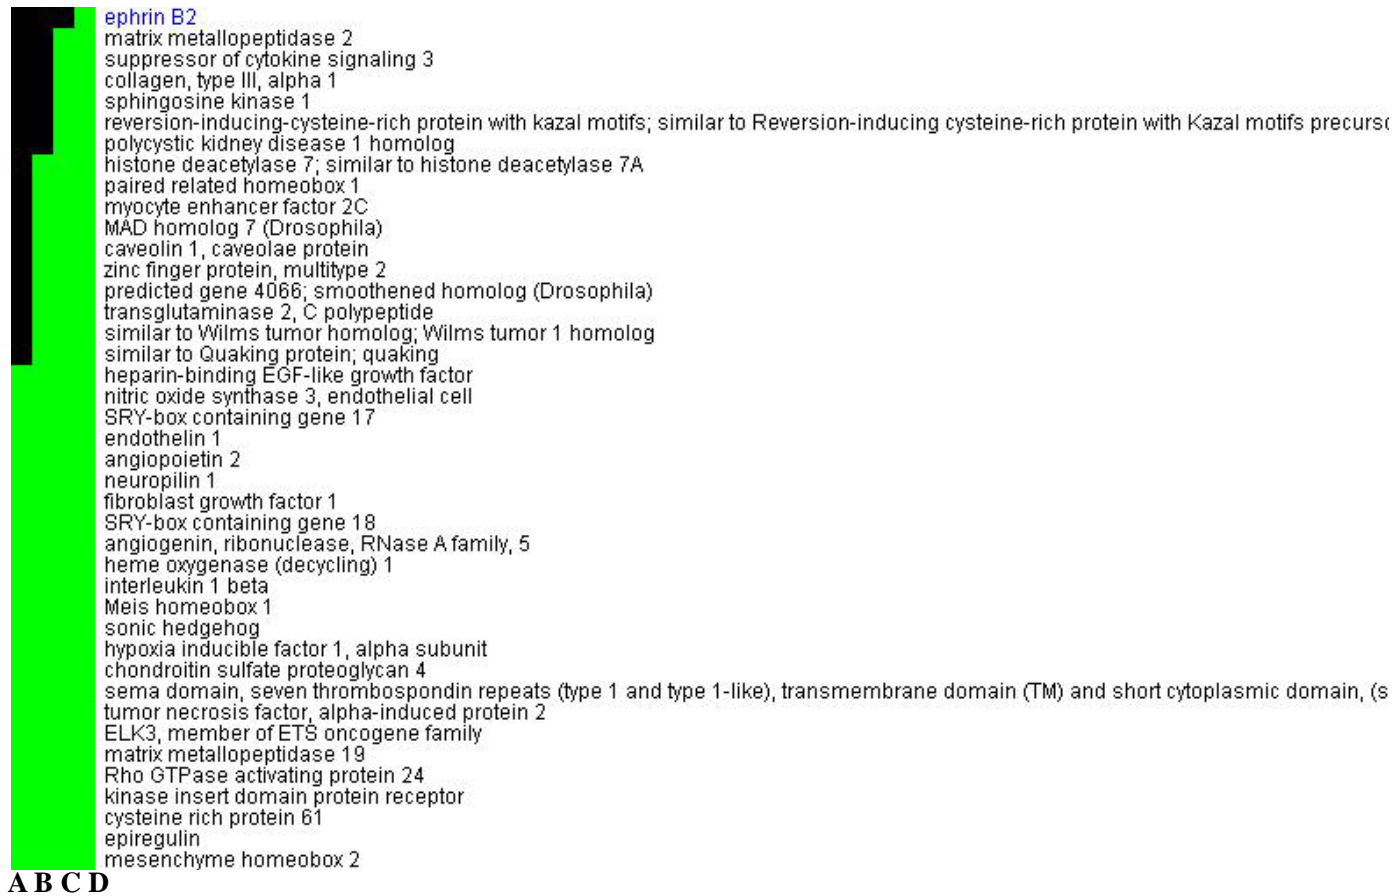 ephrin B2
matrix metallopeptidase 2
suppressor of cytokine signaling 3
collagen, type III, alpha 1
sphingosine kinase 1
reversion-inducing-cysteine-rich protein with kazal motifs; similar to Reversion-inducing cysteine-rich protein with Kazal motifs precurso
polycystic kidney disease 1 homolog
histone deacetylase 7; similar to histone deacetylase 7A
paired related homeobox 1
myocyte enhancer factor 2C
MAD homolog 7 (Drosophila)
caveolin 1, caveolae protein
zinc finger protein, multitype 2
predicted gene 4066; smoothened homolog (Drosophila)
transglutaminase 2, C polypeptide
similar to Wilms tumor homolog; Wilms tumor 1 homolog
similar to Quaking protein; quaking
heparin-binding EGF-like growth factor
nitric oxide synthase 3, endothelial cell
SRY-box containing gene 17
endothelin 1
angiopoietin 2
neuropilin 1
fibroblast growth factor 1
SRY-box containing gene 18
angiogenin, ribonuclease, RNase A family, 5
heme oxygenase (decycling) 1
interleukin 1 beta
Meis homeobox 1
sonic hedgehog
hypoxia inducible factor 1, alpha subunit
chondroitin sulfate proteoglycan 4
sema domain, seven thrombospondin repeats (type 1 and type 1-like), transmembrane domain (TM) and short cytoplasmic domain, (s
tumor necrosis factor, alpha-induced protein 2
ELK3, member of ETS oncogene family
matrix metallopeptidase 19
Rho GTPase activating protein 24
kinase insert domain protein receptor
cysteine rich protein 61
epiregulin
mesenchyme homeobox 2
A B C D